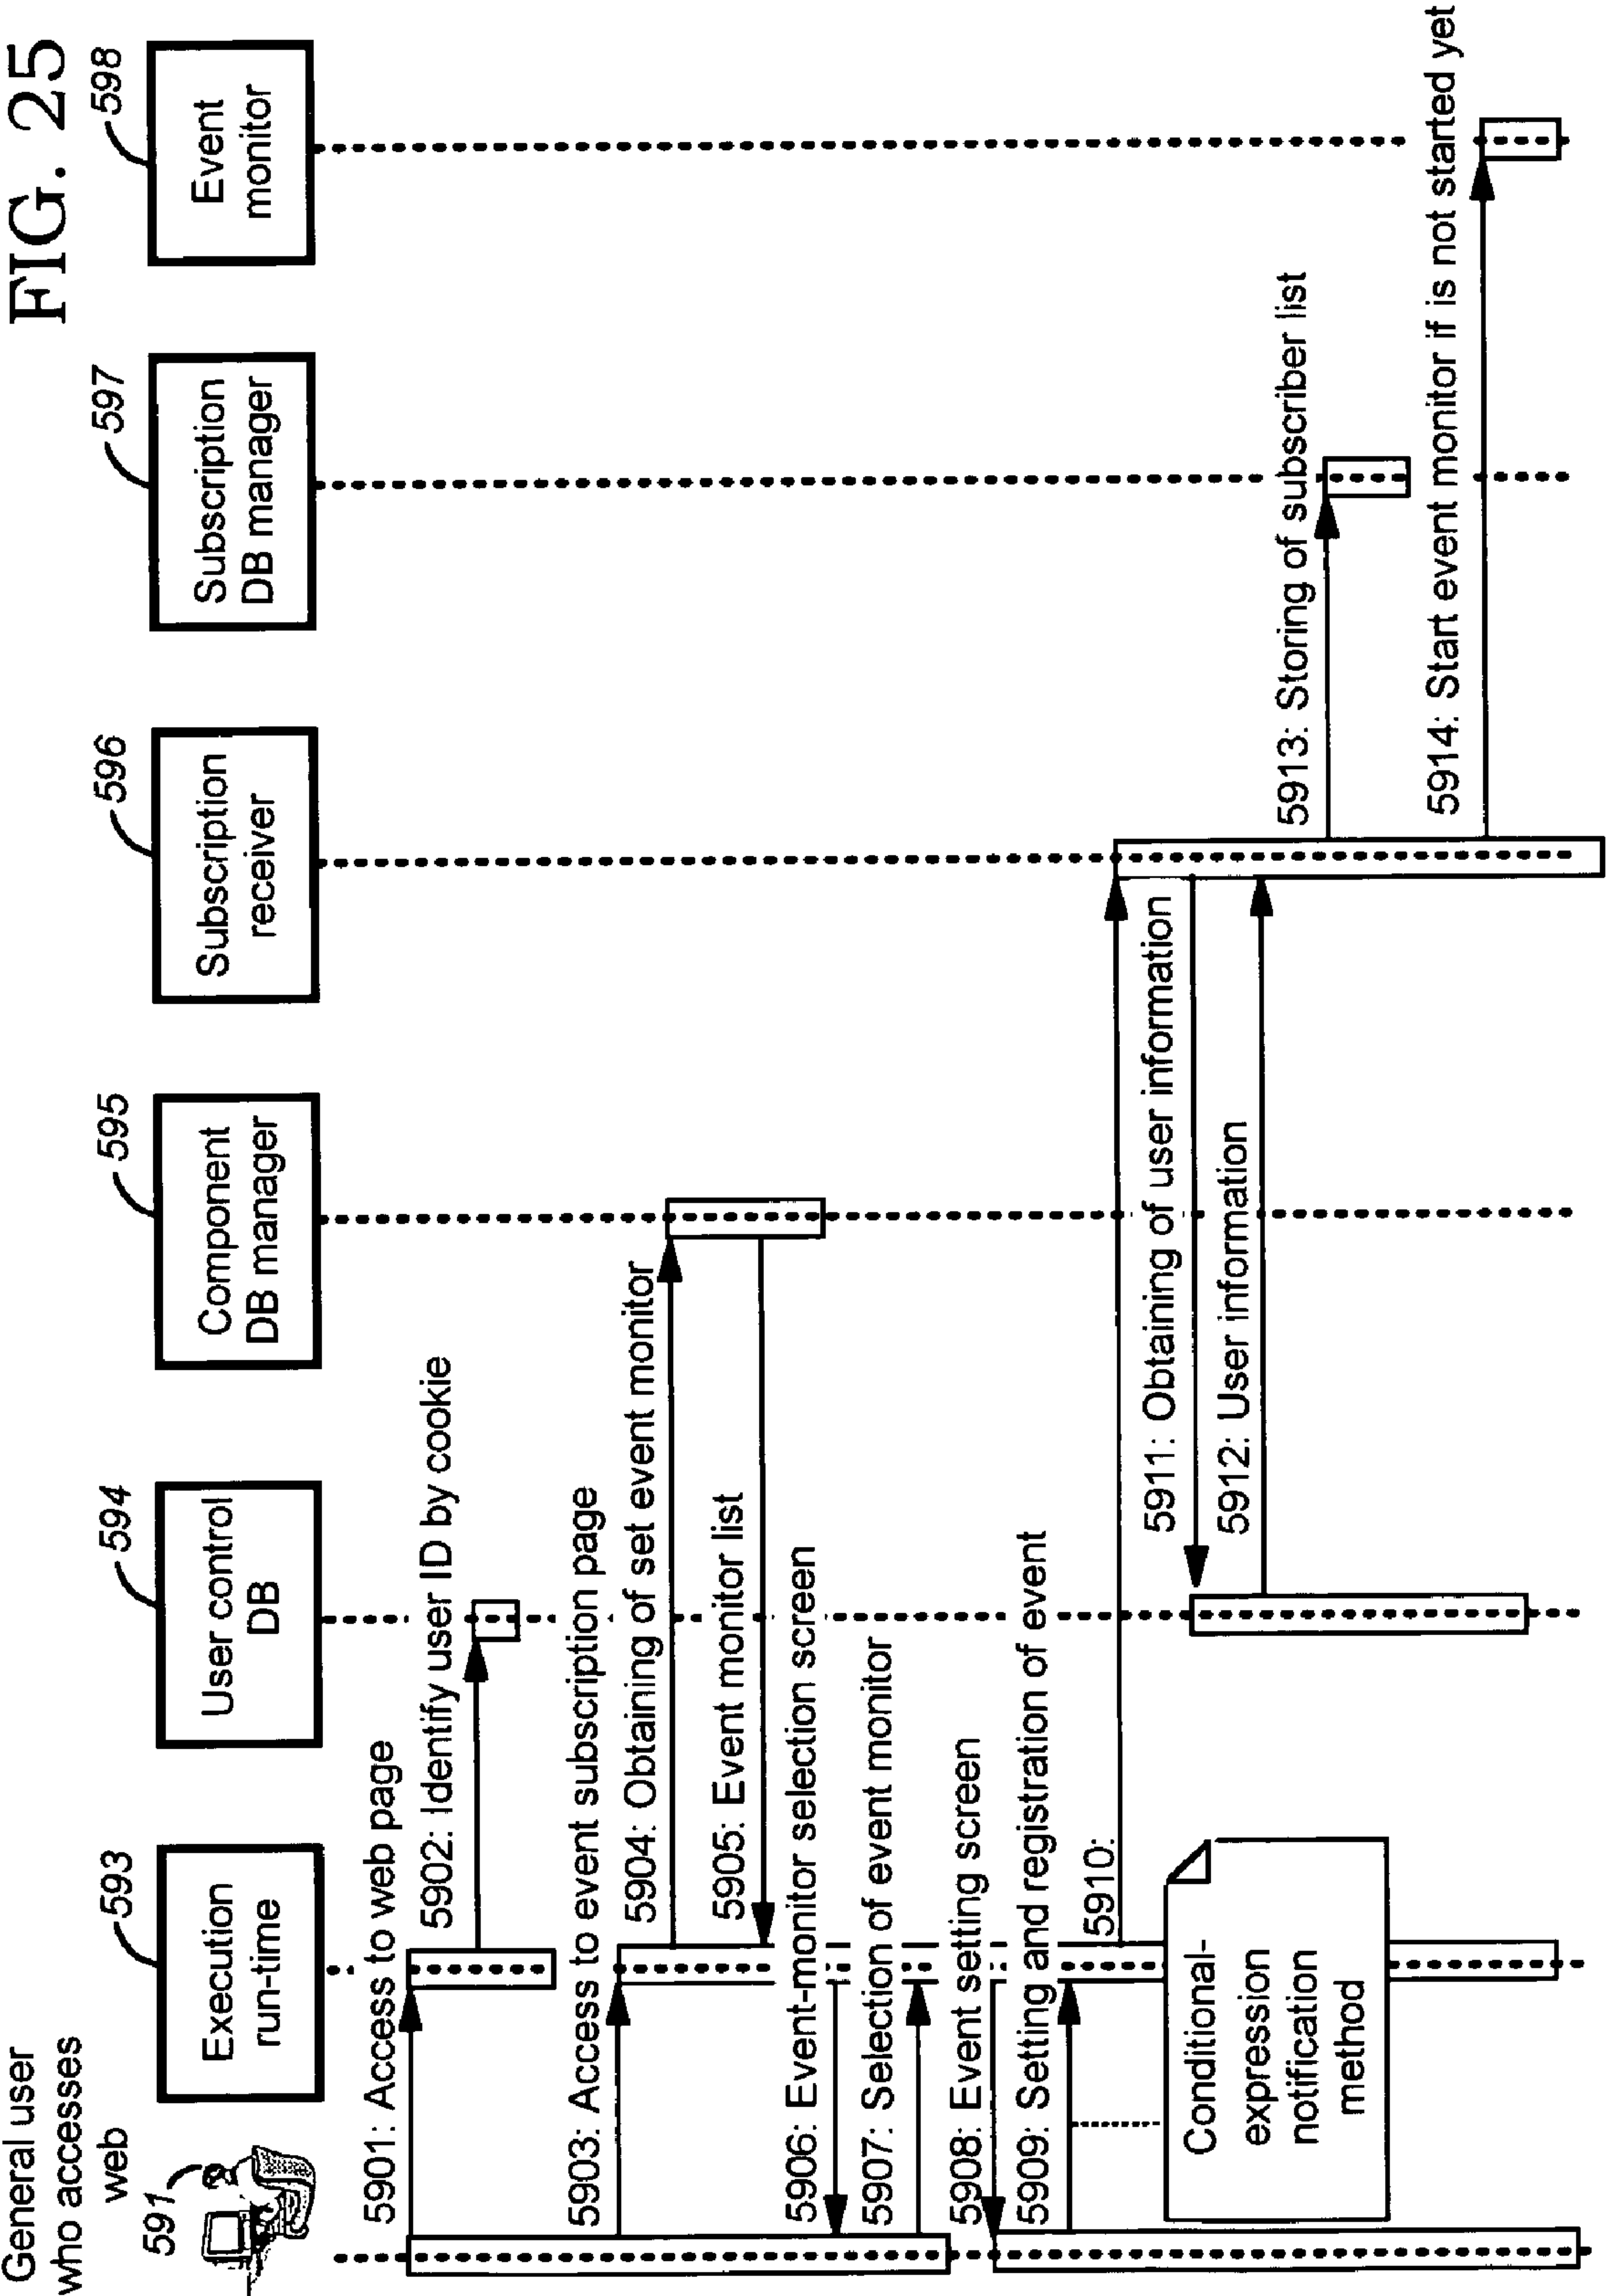 FIG. 25
General user
who accesses
web
591
593
Execution
run-time
594
User control
DB
595
Component
DB manager
596
Subscription
receiver
597
Subscription
DB manager
598
Event
monitor
5901: Access to web page
5902: Identify user ID by cookie
5903: Access to event subscription page
5904: Obtaining of set event monitor
5905: Event monitor list
5906: Event-monitor selection screen
5907: Selection of event monitor
5908: Event setting screen
5909: Setting and registration of event
5910:
Conditional-
expression
notification
method
5911: Obtaining of user information
5912: User information
5913: Storing of subscriber list
5914: Start event monitor if is not started yet